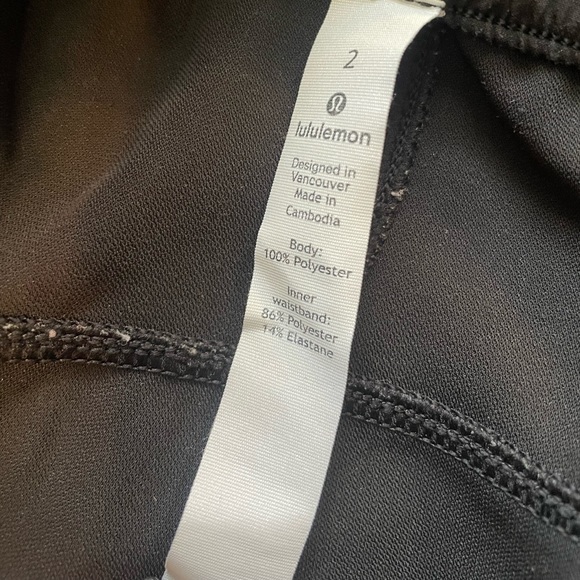 2
lululemon
Designed in
Vancouver
Made in
Cambodia
Body:
100% Polyester
Inner
waistband:
86% Polyester
14% Elastane